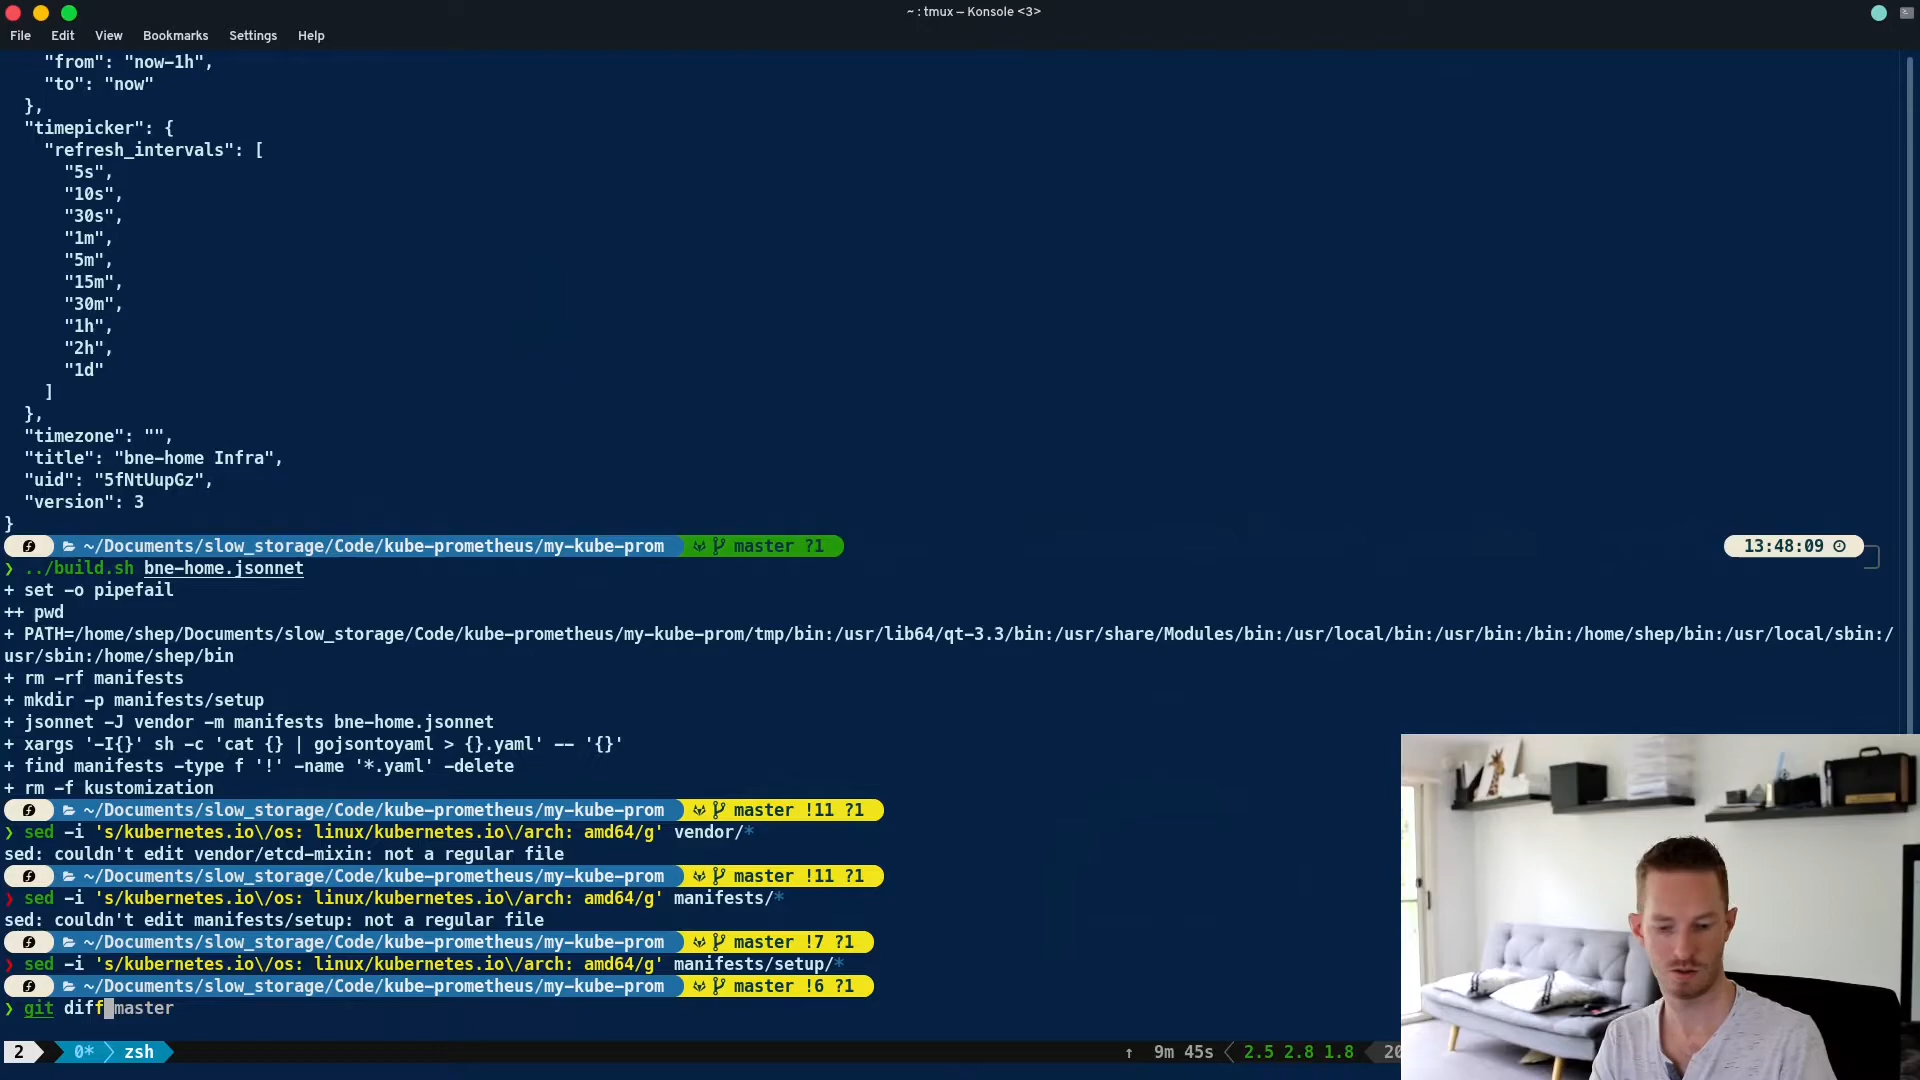 ~ : tmux — Konsole <3>
File Edit View Bookmarks Settings Help
"from": "now-1h",
"to": "now"
},
"timepicker": {
"refresh_intervals": [
"5s",
"10s",
"30s",
"1m",
"5m",
"15m",
"30m",
"1h",
"2h",
"1d"
]
},
"timezone": "",
"title": "bne-home Infra",
"uid": "5fNtUupGz",
"version": 3
}
~/Documents/slow_storage/Code/kube-prometheus/my-kube-prom master ?1 13:48:09
❯ ../build.sh bne-home.jsonnet
+ set -o pipefail
++ pwd
+ PATH=/home/shep/Documents/slow_storage/Code/kube-prometheus/my-kube-prom/tmp/bin:/usr/lib64/qt-3.3/bin:/usr/share/Modules/bin:/usr/local/bin:/usr/bin:/bin:/home/shep/bin:/usr/local/sbin:/
usr/sbin:/home/shep/bin
+ rm -rf manifests
+ mkdir -p manifests/setup
+ jsonnet -J vendor -m manifests bne-home.jsonnet
+ xargs '-I{}' sh -c 'cat {} | gojsontoyaml > {}.yaml' -- '{}'
+ find manifests -type f '!' -name '*.yaml' -delete
+ rm -f kustomization
~/Documents/slow_storage/Code/kube-prometheus/my-kube-prom master !11 ?1
❯ sed -i 's/kubernetes.io\/os: linux/kubernetes.io\/arch: amd64/g' vendor/*
sed: couldn't edit vendor/etcd-mixin: not a regular file
~/Documents/slow_storage/Code/kube-prometheus/my-kube-prom master !11 ?1
❯ sed -i 's/kubernetes.io\/os: linux/kubernetes.io\/arch: amd64/g' manifests/*
sed: couldn't edit manifests/setup: not a regular file
~/Documents/slow_storage/Code/kube-prometheus/my-kube-prom master !7 ?1
❯ sed -i 's/kubernetes.io\/os: linux/kubernetes.io\/arch: amd64/g' manifests/setup/*
~/Documents/slow_storage/Code/kube-prometheus/my-kube-prom master !6 ?1
❯ git diff master
2 0* zsh ↑ 9m 45s 2.5 2.8 1.8 20